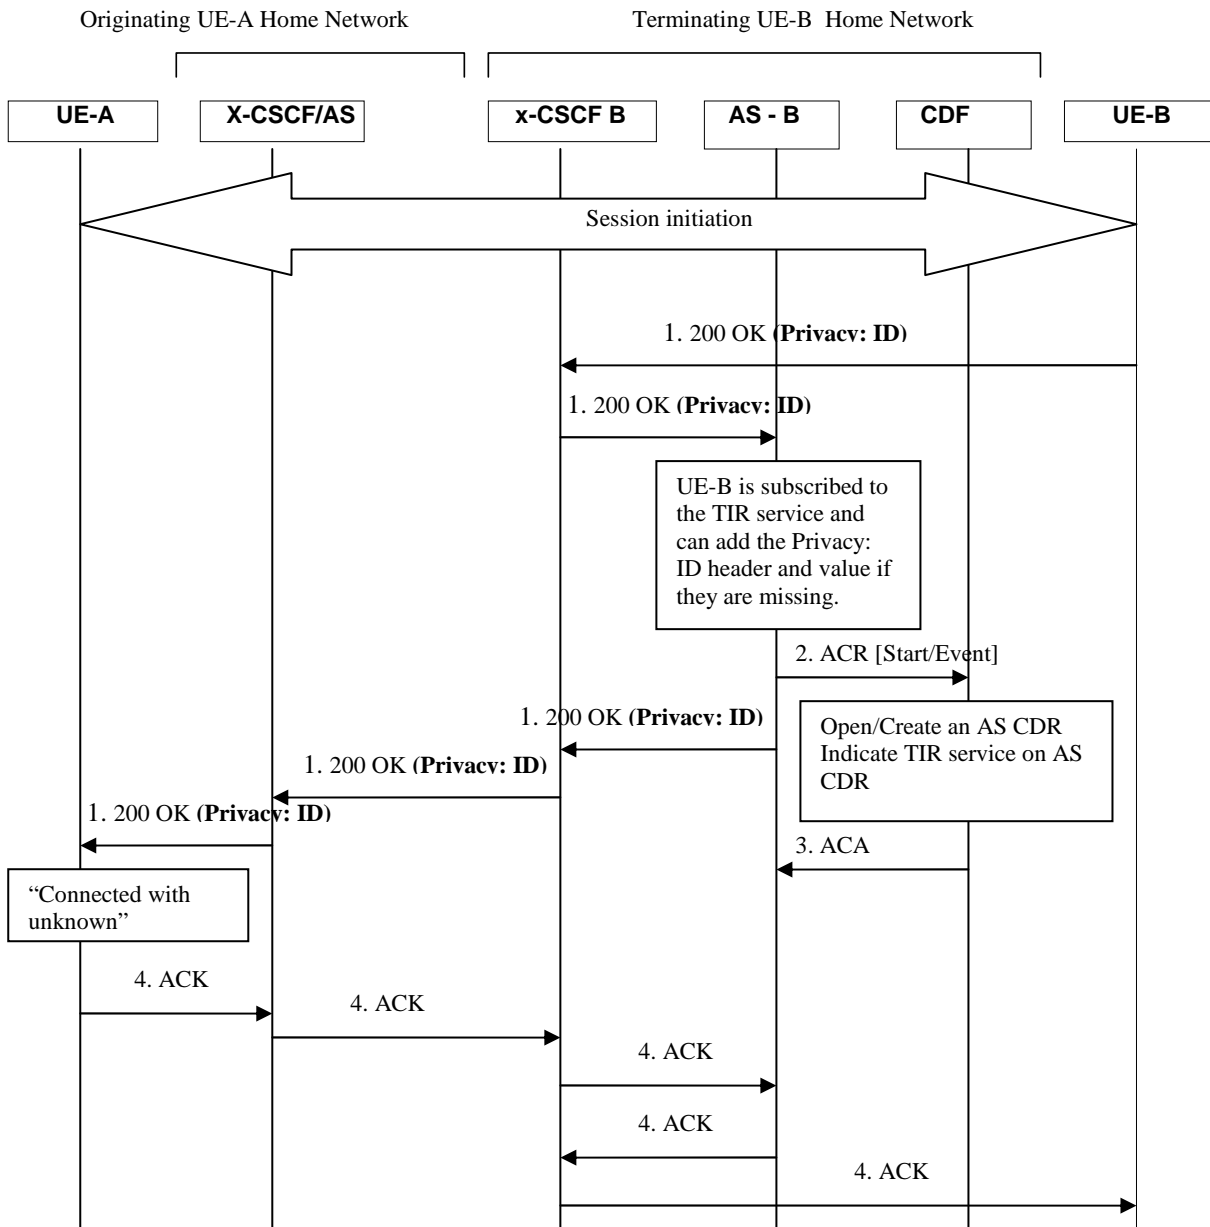 Originating UE-A Home Network
Terminating UE-B  Home Network
UE-A
X-CSCF/AS
x-CSCF B
AS - B
CDF
UE-B
Session initiation
1. 200 OK (Privacy: ID)
1. 200 OK (Privacy: ID)
UE-B is subscribed to
the TIR service and
can add the Privacy:
ID header and value if
they are missing.
2. ACR [Start/Event]
1. 200 OK (Privacy: ID)
Open/Create an AS CDR
Indicate TIR service on AS
CDR
1. 200 OK (Privacy: ID)
1. 200 OK (Privacy: ID)
3. ACA
“Connected with
unknown”
4. ACK
4. ACK
4. ACK
4. ACK
4. ACK